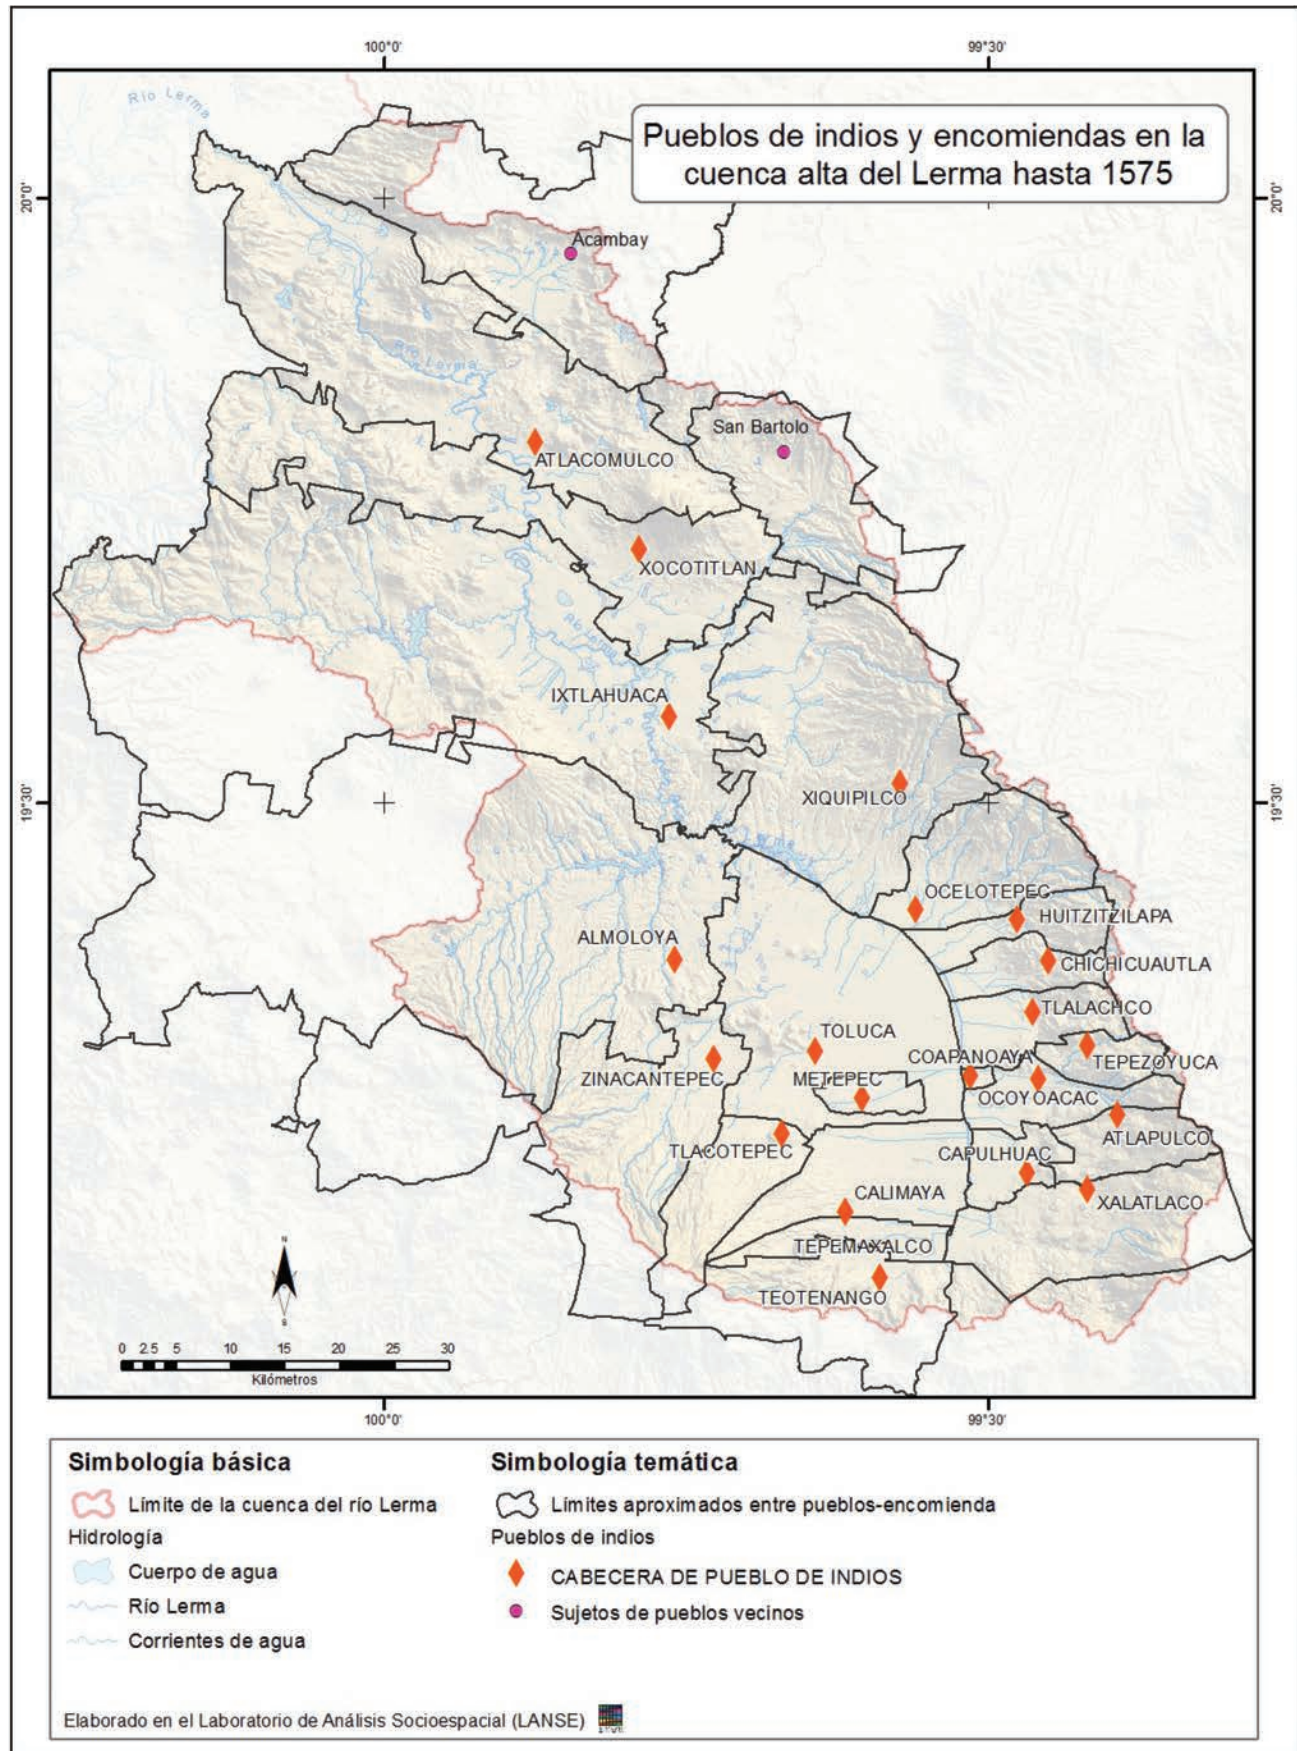 100°0'
99°30'
Río Lerma
Pueblos de indios y encomiendas en la
cuenca alta del Lerma hasta 1575
20°0'
20°0'
Acambay
Río Lerma
San Bartolo
ATLACOMULCO
XOCOTITLAN
IXTLAHUACA
XIQUIPILCO
19°30'
19°30'
Lerma
OCELOTEPEC
HUITZITZILAPA
ALMOLOYA
CHICHICUAUTLA
TLALACHCO
TOLUCA
COAPANOAYA
TEPEZOYUCA
ZINACANTEPEC
METEPEC
OCOYOACAC
ATLAPULCO
TLACOTEPEC
CAPULHUAC
CALIMAYA
XALATLACO
TEPEMAXALCO
TEOTENANGO
N
S
0 2.5 5 10 15 20 25 30
Kilómetros
100°0'
99°30'
Simbología básica
Límite de la cuenca del río Lerma
Hidrología
Cuerpo de agua
Río Lerma
Corrientes de agua
Simbología temática
Límites aproximados entre pueblos-encomienda
Pueblos de indios
CABECERA DE PUEBLO DE INDIOS
Sujetos de pueblos vecinos
Elaborado en el Laboratorio de Análisis Socioespacial (LANSE)